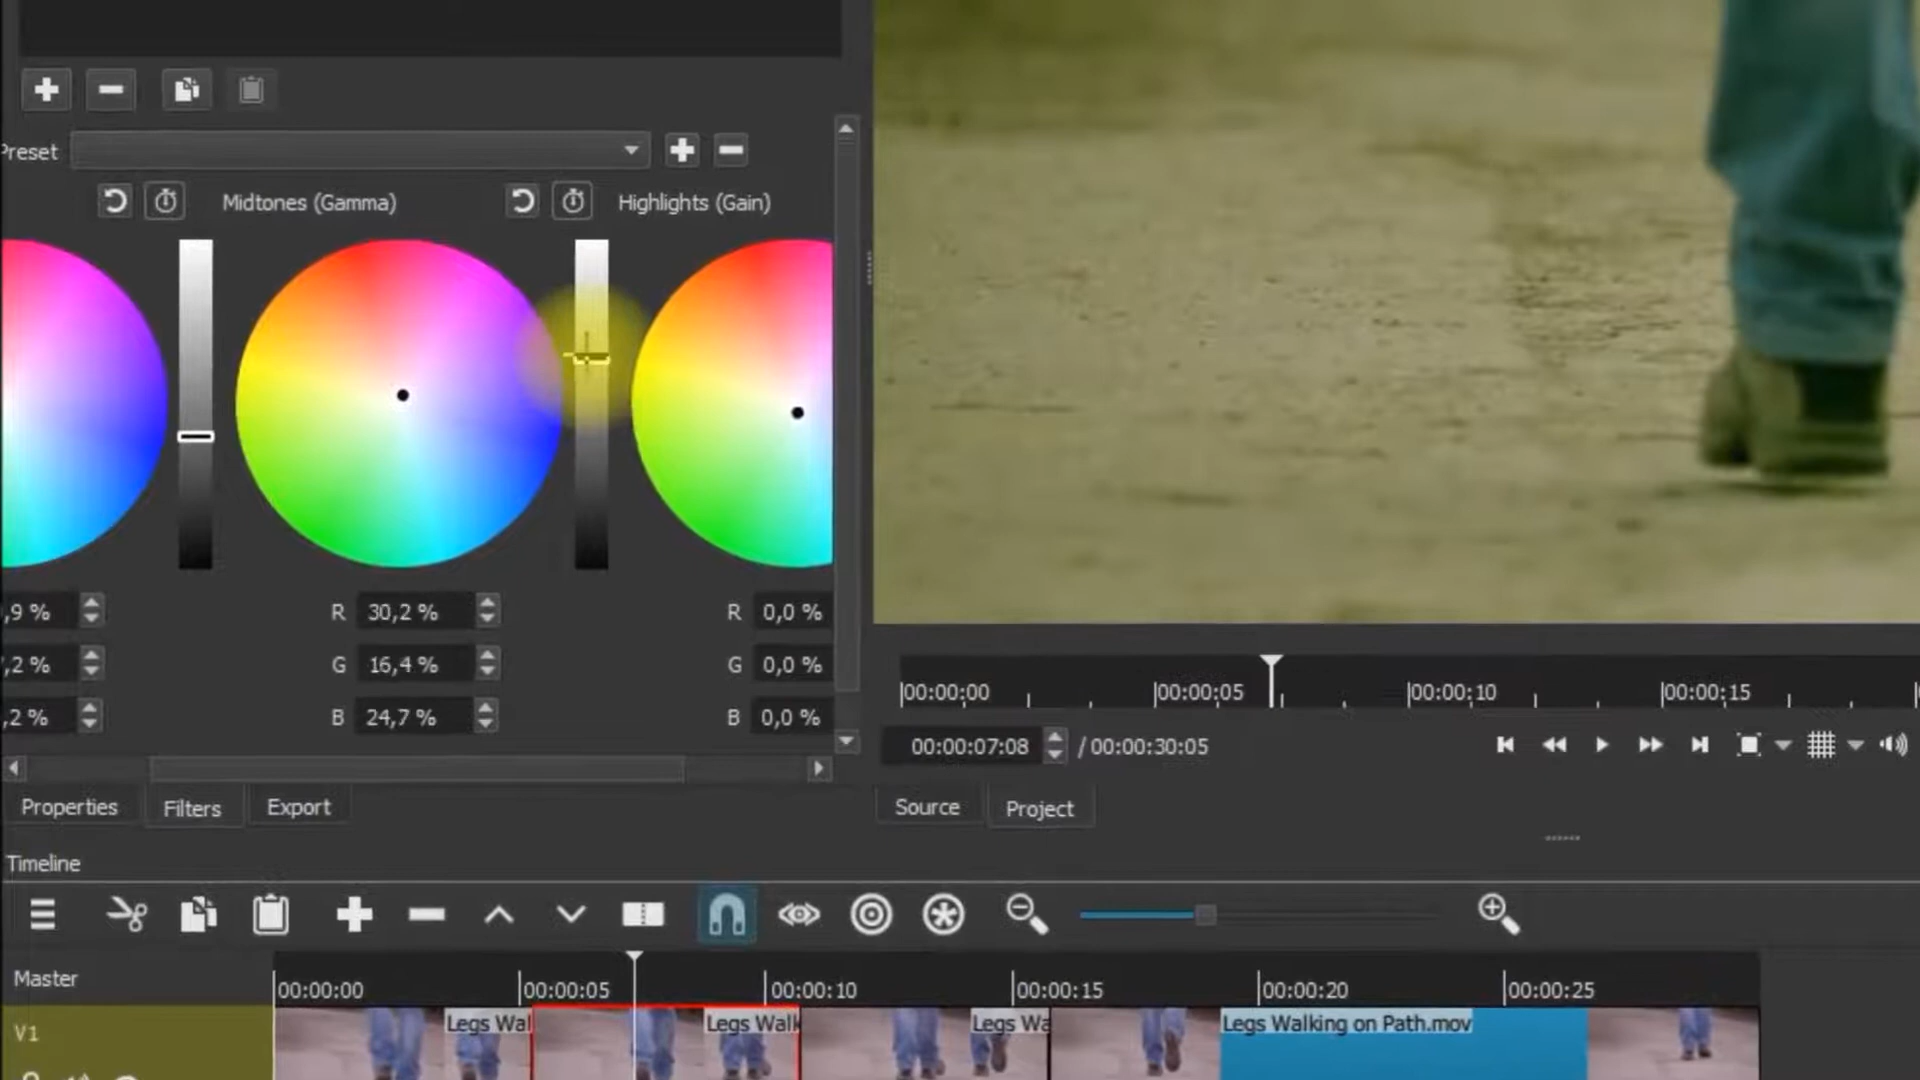 Preset
Midtones (Gamma) Highlights (Gain)
,9 % R 30,2 % R 0,0 %
,2 % G 16,4 % G 0,0 %
,2 % B 24,7 % B 0,0 %
00:00:00 00:00:05 00:00:10 00:00:15
00:00:07:08 / 00:00:30:05
Properties Filters Export
Source Project
Timeline
Master 00:00:00 00:00:05 00:00:10 00:00:15 00:00:20 00:00:25
V1 Legs Wal Legs Walk Legs Wa Legs Walking on Path.mov